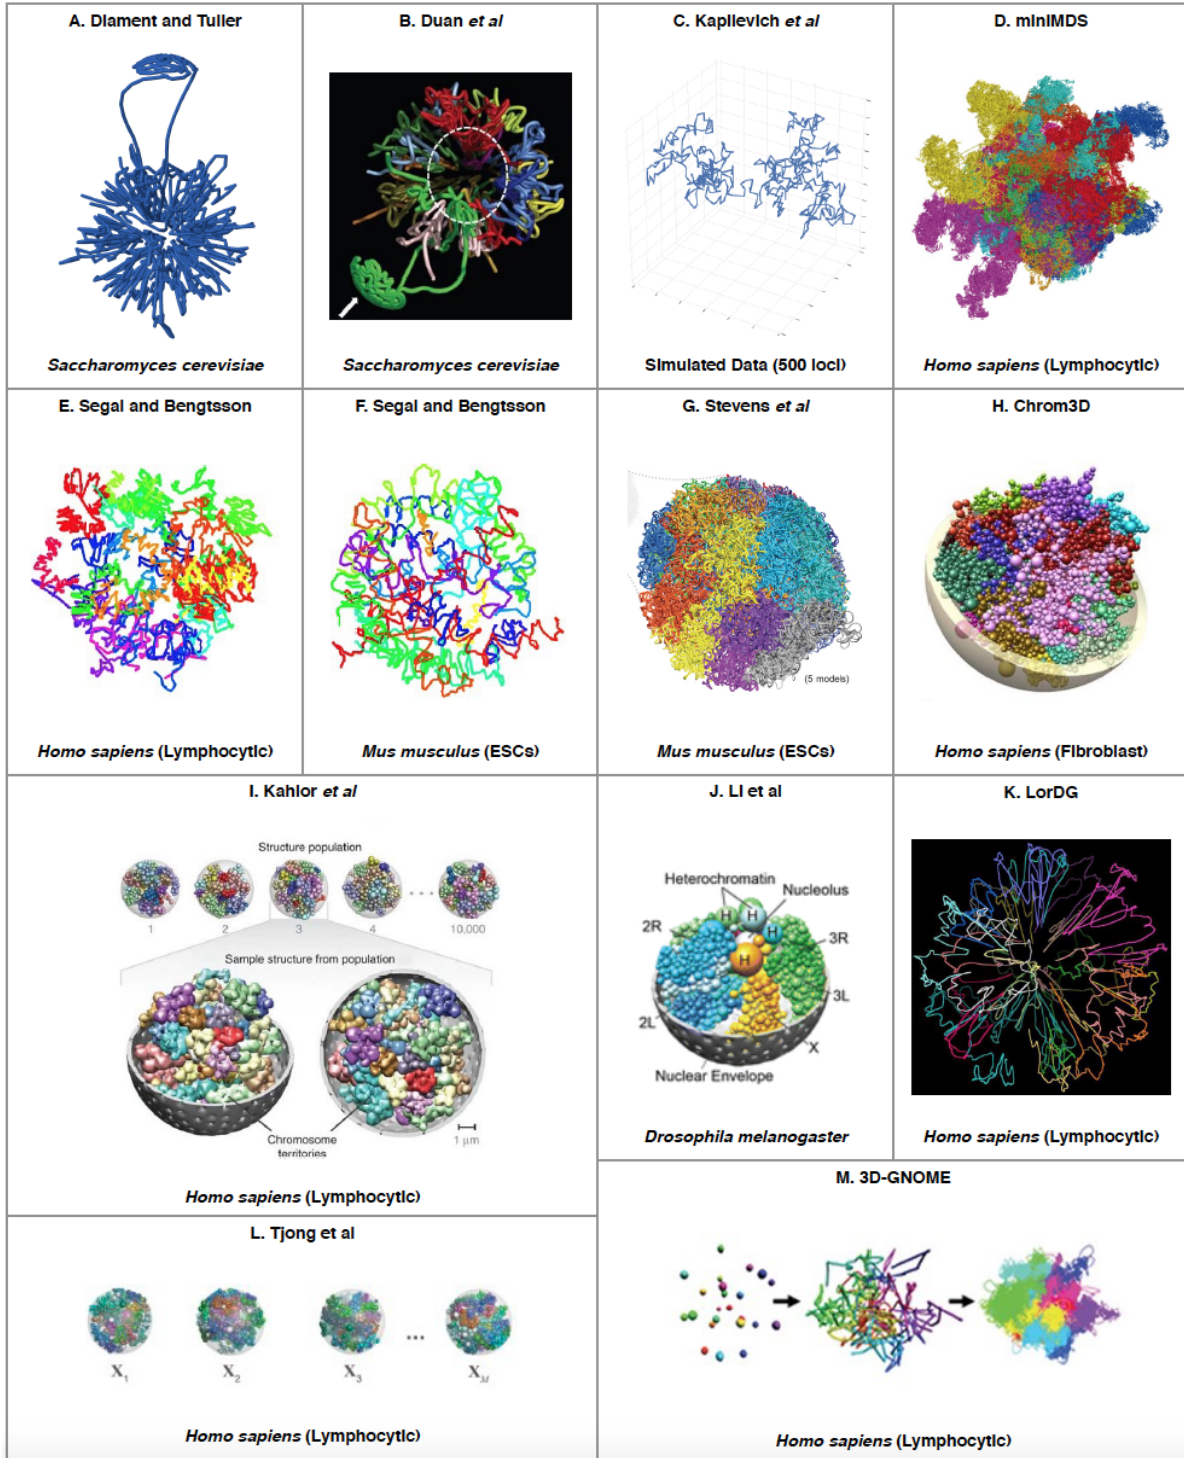 A. Diament and Tuller
B. Duan et al
C. Kapilevich et al
D. miniMDS
Saccharomyces cerevisiae
Saccharomyces cerevisiae
Simulated Data (500 loci)
Homo sapiens (Lymphocytic)
E. Segal and Bengtsson
F. Segal and Bengtsson
G. Stevens et al
H. Chrom3D
(5 models)
Homo sapiens (Lymphocytic)
Mus musculus (ESCs)
Mus musculus (ESCs)
Homo sapiens (Fibroblast)
I. Kahlor et al
Structure population
1
2
3
4
10,000
Sample structure from population
Chromosome
territories
1 μm
Homo sapiens (Lymphocytic)
J. Li et al
Heterochromatin
Nucleolus
2R
H
H
H
3R
H
3L
2L
X
Nuclear Envelope
Drosophila melanogaster
K. LorDG
Homo sapiens (Lymphocytic)
L. Tjong et al
X1
X2
X3
...
XM
Homo sapiens (Lymphocytic)
M. 3D-GNOME
Homo sapiens (Lymphocytic)